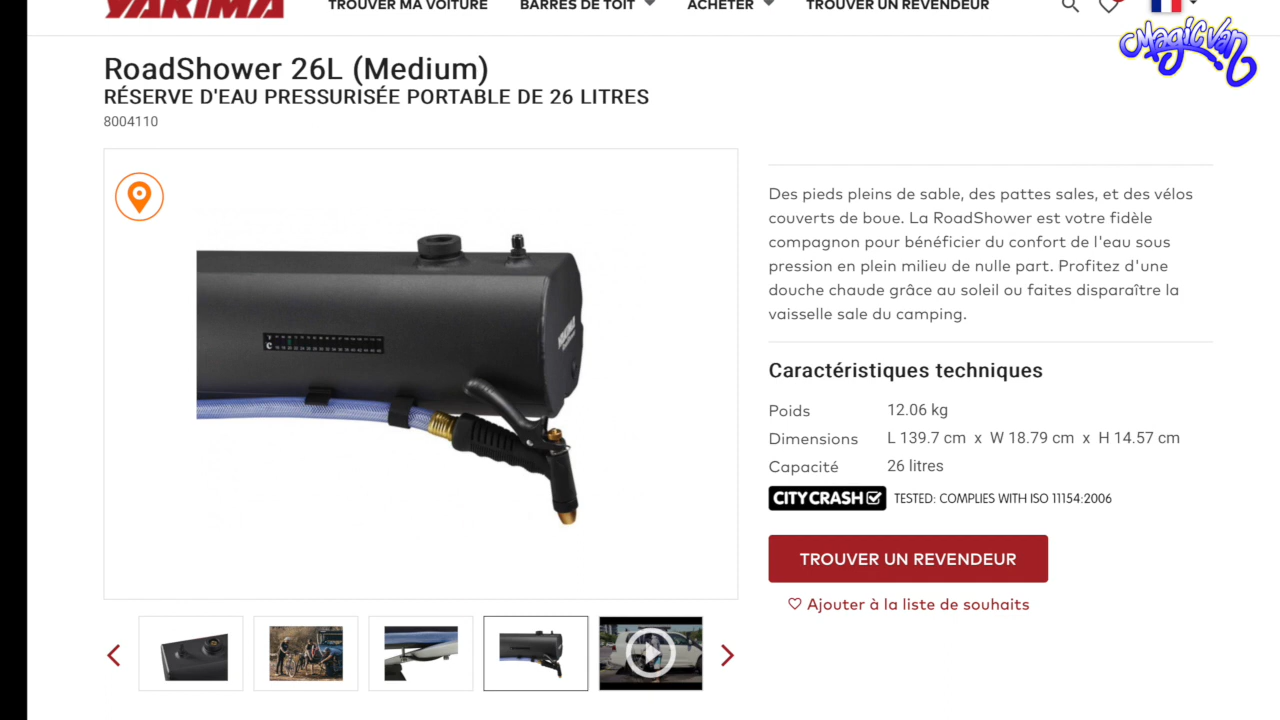 YAKIMA
TROUVER MA VOITURE
BARRES DE TOIT
ACHETER
TROUVER UN REVENDEUR
MagicVan
RoadShower 26L (Medium)
RÉSERVE D'EAU PRESSURISÉE PORTABLE DE 26 LITRES
8004110
Des pieds pleins de sable, des pattes sales, et des vélos
couverts de boue. La RoadShower est votre fidèle
compagnon pour bénéficier du confort de l'eau sous
pression en plein milieu de nulle part. Profitez d'une
douche chaude grâce au soleil ou faites disparaître la
vaisselle sale du camping.
Caractéristiques techniques
Poids 12.06 kg
Dimensions L 139.7 cm x W 18.79 cm x H 14.57 cm
Capacité 26 litres
CITY CRASH TESTED: COMPLIES WITH ISO 11154:2006
TROUVER UN REVENDEUR
Ajouter à la liste de souhaits